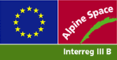 Alpine Space
Interreg III B